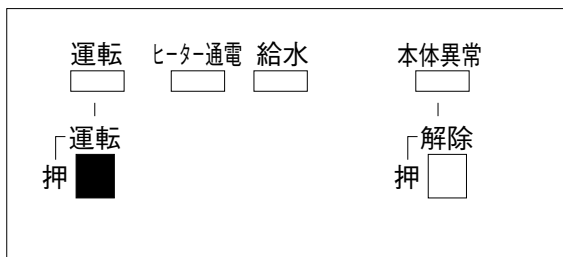 運転 ヒーター通電 給水 本体異常
運転 解除
押 押